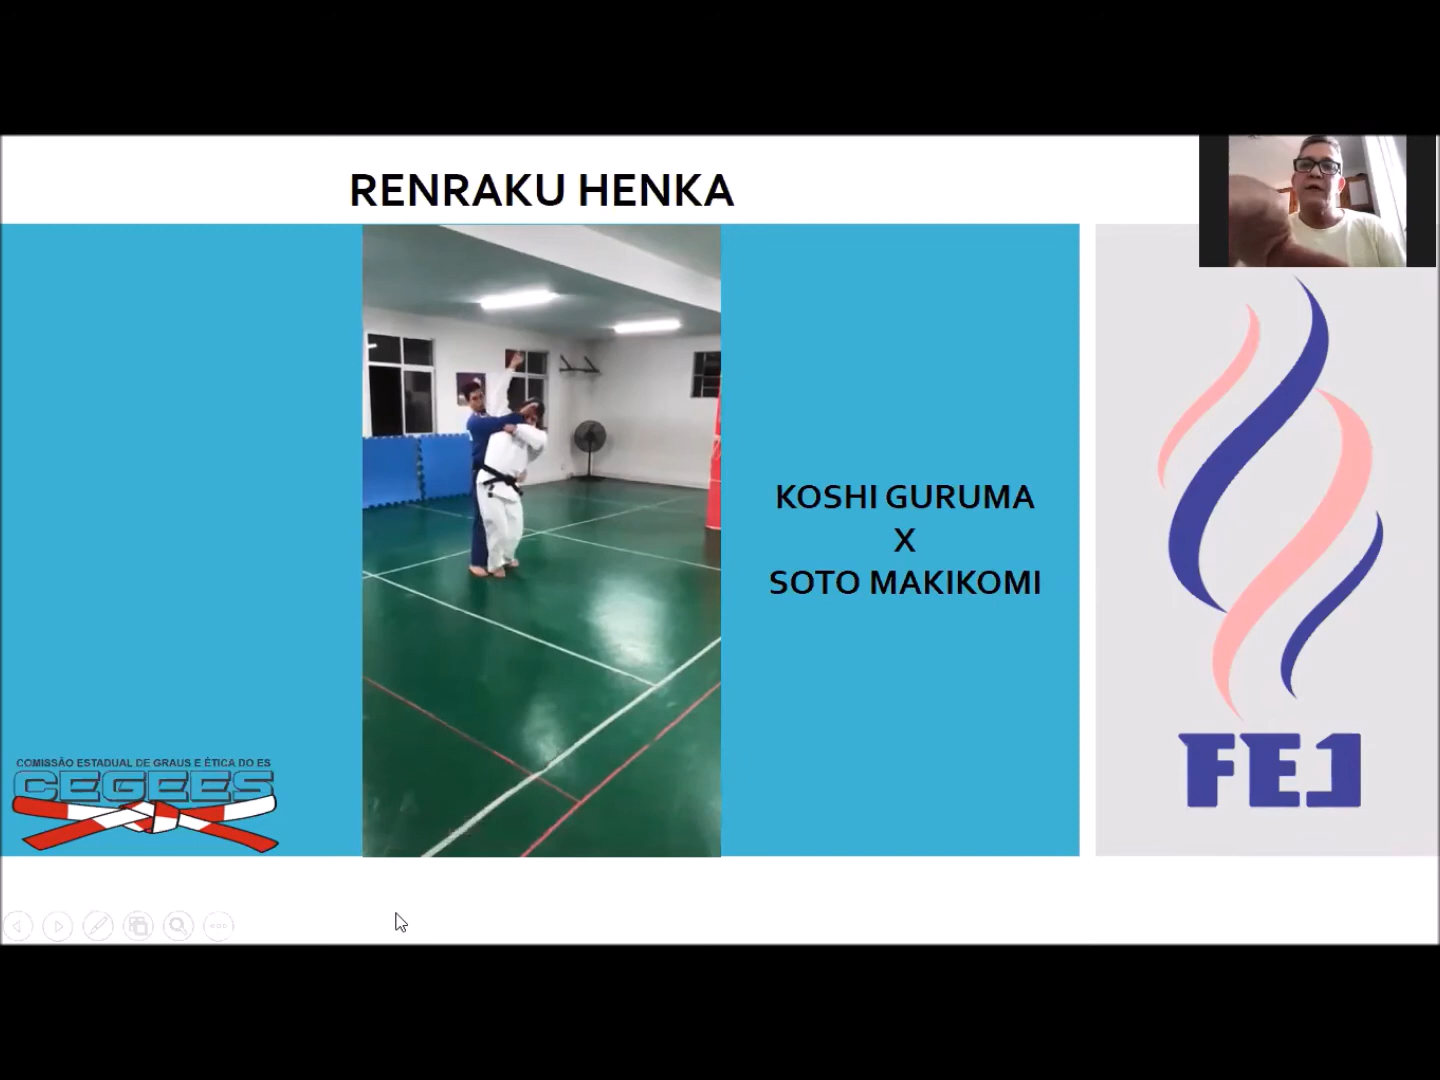 RENRAKU HENKA
KOSHI GURUMA
X
SOTO MAKIKOMI
COMISSÃO ESTADUAL DE GRAUS E ÉTICA DO ES
CEGEES
FEJ